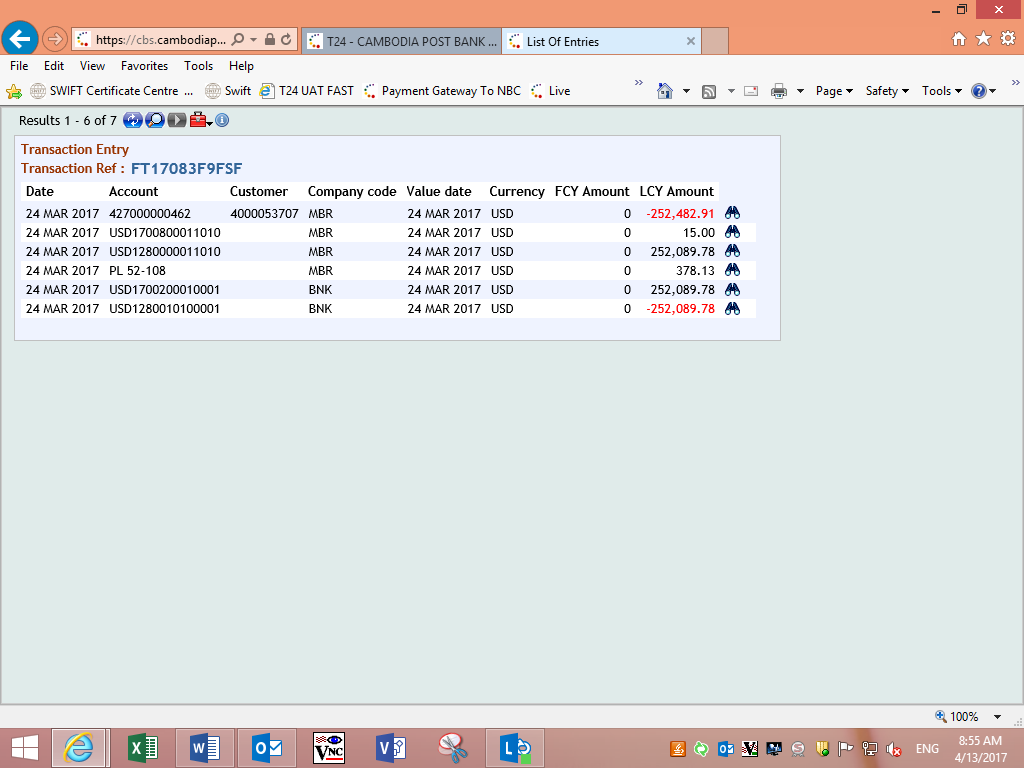 https://cbs.cambodiap...
T24 - CAMBODIA POST BANK ...
List Of Entries
File Edit View Favorites Tools Help
SWIFT Certificate Centre ... Swift T24 UAT FAST Payment Gateway To NBC Live
Page Safety Tools
Results 1 - 6 of 7
Transaction Entry
Transaction Ref : FT17083F9FSF
Date Account Customer Company code Value date Currency FCY Amount LCY Amount
24 MAR 2017 427000000462 4000053707 MBR 24 MAR 2017 USD 0 -252,482.91
24 MAR 2017 USD1700800011010 MBR 24 MAR 2017 USD 0 15.00
24 MAR 2017 USD1280000011010 MBR 24 MAR 2017 USD 0 252,089.78
24 MAR 2017 PL 52-108 MBR 24 MAR 2017 USD 0 378.13
24 MAR 2017 USD1700200010001 BNK 24 MAR 2017 USD 0 252,089.78
24 MAR 2017 USD1280010100001 BNK 24 MAR 2017 USD 0 -252,089.78
100%
VNC
ENG
8:55 AM
4/13/2017